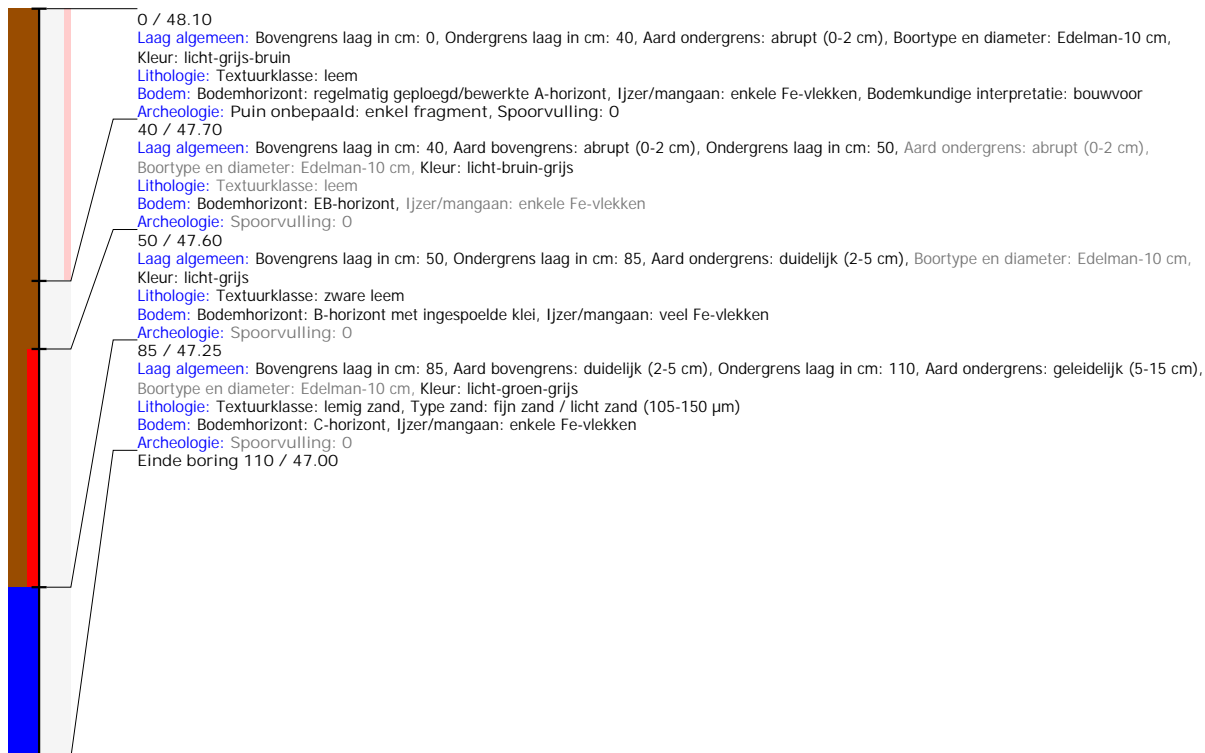 0 / 48.10
Laag algemeen: Bovengrens laag in cm: 0, Ondergrens laag in cm: 40, Aard ondergrens: abrupt (0-2 cm), Boortype en diameter: Edelman-10 cm,
Kleur: licht-grijs-bruin
Lithologie: Textuurklasse: leem
Bodem: Bodemhorizont: regelmatig geploegd/bewerkte A-horizont, Ijzer/mangaan: enkele Fe-vlekken, Bodemkundige interpretatie: bouwvoor
Archeologie: Puin onbepaald: enkel fragment, Spoorvulling: 0
40 / 47.70
Laag algemeen: Bovengrens laag in cm: 40, Aard bovengrens: abrupt (0-2 cm), Ondergrens laag in cm: 50, Aard ondergrens: abrupt (0-2 cm),
Boortype en diameter: Edelman-10 cm, Kleur: licht-bruin-grijs
Lithologie: Textuurklasse: leem
Bodem: Bodemhorizont: EB-horizont, Ijzer/mangaan: enkele Fe-vlekken
Archeologie: Spoorvulling: 0
50 / 47.60
Laag algemeen: Bovengrens laag in cm: 50, Ondergrens laag in cm: 85, Aard ondergrens: duidelijk (2-5 cm), Boortype en diameter: Edelman-10 cm,
Kleur: licht-grijs
Lithologie: Textuurklasse: zware leem
Bodem: Bodemhorizont: B-horizont met ingespoelde klei, Ijzer/mangaan: veel Fe-vlekken
Archeologie: Spoorvulling: 0
85 / 47.25
Laag algemeen: Bovengrens laag in cm: 85, Aard bovengrens: duidelijk (2-5 cm), Ondergrens laag in cm: 110, Aard ondergrens: geleidelijk (5-15 cm),
Boortype en diameter: Edelman-10 cm, Kleur: licht-groen-grijs
Lithologie: Textuurklasse: lemig zand, Type zand: fijn zand / licht zand (105-150 µm)
Bodem: Bodemhorizont: C-horizont, Ijzer/mangaan: enkele Fe-vlekken
Archeologie: Spoorvulling: 0
Einde boring 110 / 47.00